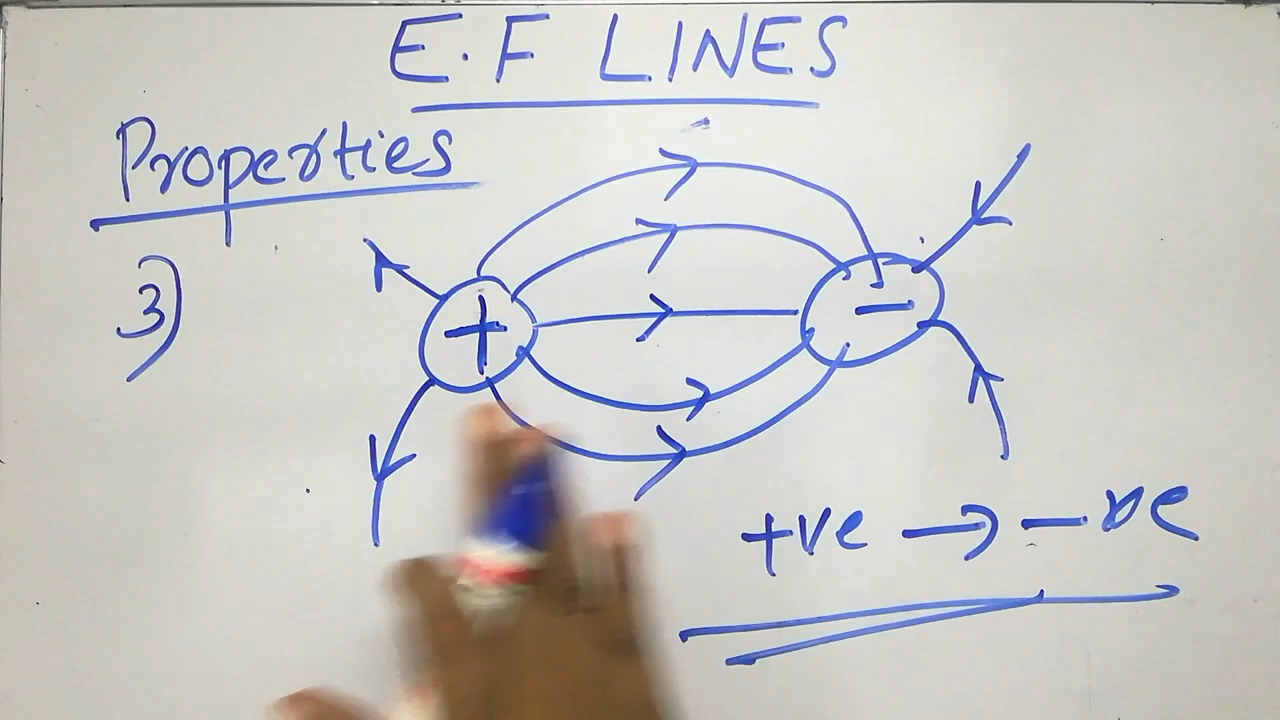 E.F LINES
Properties
3)
+
-
+ve → -ve